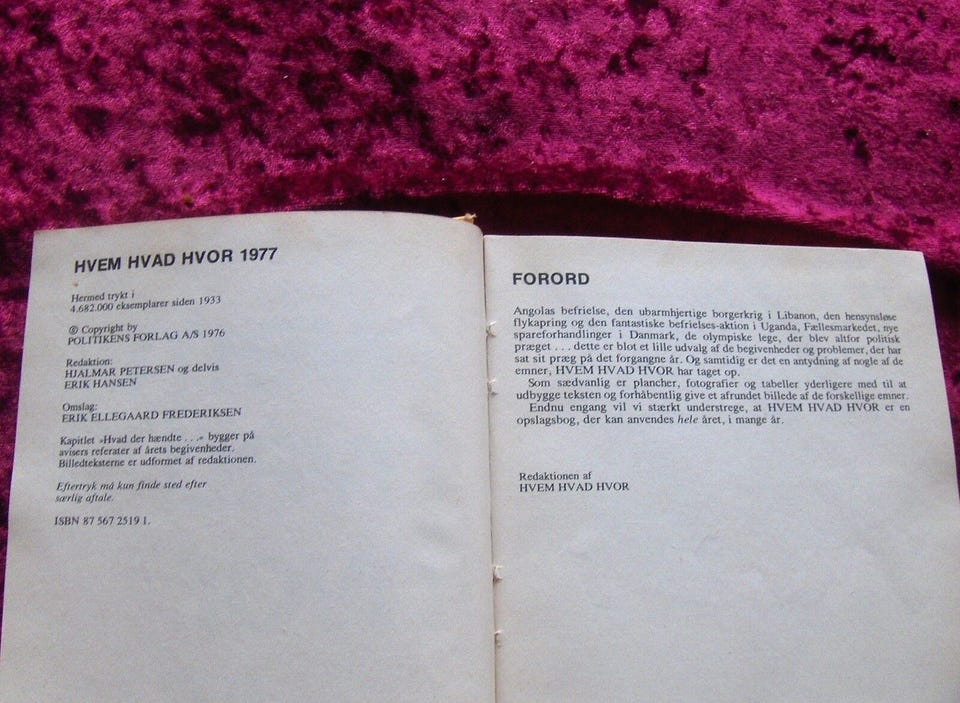 HVEM HVAD HVOR 1977
Hermed trykt i
4.682.000 eksemplarer siden 1933
® Copyright by
POLITIKENS FORLAG A/S 1976
Redaktion:
HJALMAR PETERSEN og delvis
ERIK HANSEN
Omslag:
ERIK ELLEGAARD FREDERIKSEN
Kapitlet »Hvad der hændte . . .« bygger på
avisers referater af årets begivenheder.
Billedteksterne er udformet af redaktionen.
Eftertryk må kun finde sted efter
særlig aftale.
ISBN 87 567 2519 1.
FORORD
Angolas befrielse, den ubarmhjertige borgerkrig i Libanon, den hensynsløse
flykapring og den fantastiske befrielses-aktion i Uganda, Fællesmarkedet, nye
spareforhandlinger i Danmark, de olympiske lege, der blev altfor politisk
præget . . . dette er blot et lille udvalg af de begivenheder og problemer, der har
sat sit præg på det forgangne år. Og samtidig er det en antydning af nogle af de
emner, HVEM HVAD HVOR har taget op.
Som sædvanlig er plancher, fotografier og tabeller yderligere med til at
udbygge teksten og forhåbentlig give et afrundet billede af de forskellige emner.
Endnu engang vil vi stærkt understrege, at HVEM HVAD HVOR er en
opslagsbog, der kan anvendes hele året, i mange år.
Redaktionen af
HVEM HVAD HVOR